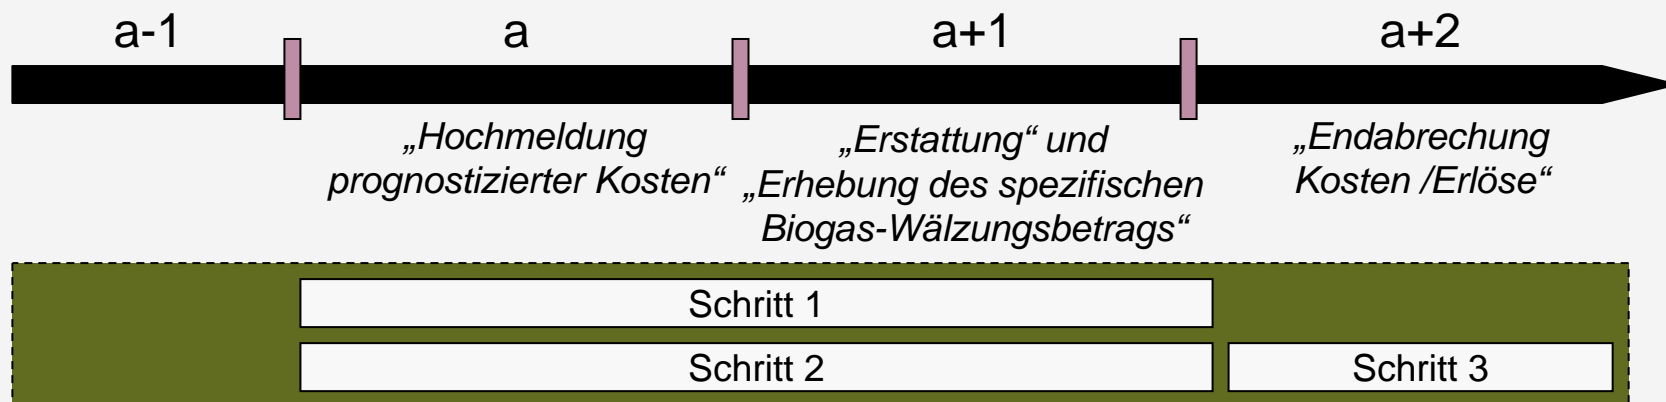 a-1
a
a+1
a+2
„Hochmeldung
prognostizierter Kosten“
„Erstattung“ und
„Erhebung des spezifischen
Biogas-Wälzungsbetrags“
„Endabrechung
Kosten /Erlöse“
Schritt 1
Schritt 2
Schritt 3